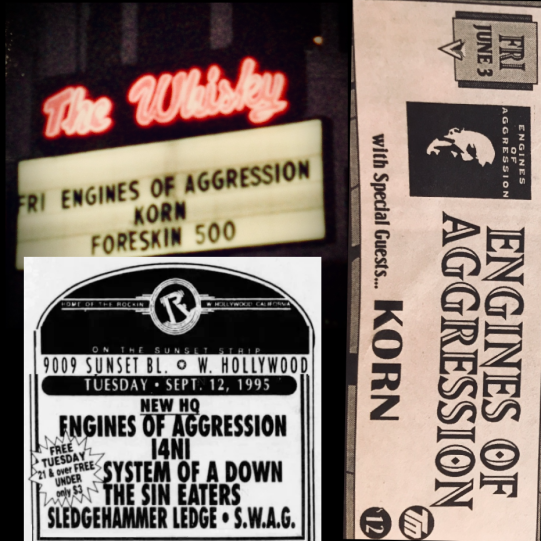 The Whisky
FRI ENGINES OF AGGRESSION
KORN
FORESKIN 500
HOME OF THE ROCKIN
R
W HOLLYWOOD CALIFORNIA
ON THE SUNSET STRIP
9009 SUNSET BL. O W. HOLLYWOOD
TUESDAY • SEPT. 12, 1995
NEW HQ
ENGINES OF AGGRESSION
I4NI
SYSTEM OF A DOWN
THE SIN EATERS
SLEDGEHAMMER LEDGE • S.W.A.G.
FREE
TUESDAY
21 & over FREE
UNDER
only $3
FRI
JUNE 3
ENGINES
OF
AGGRESSION
ENGINES OF
AGGRESSION
with Special Guests... KORN
Tm
$12